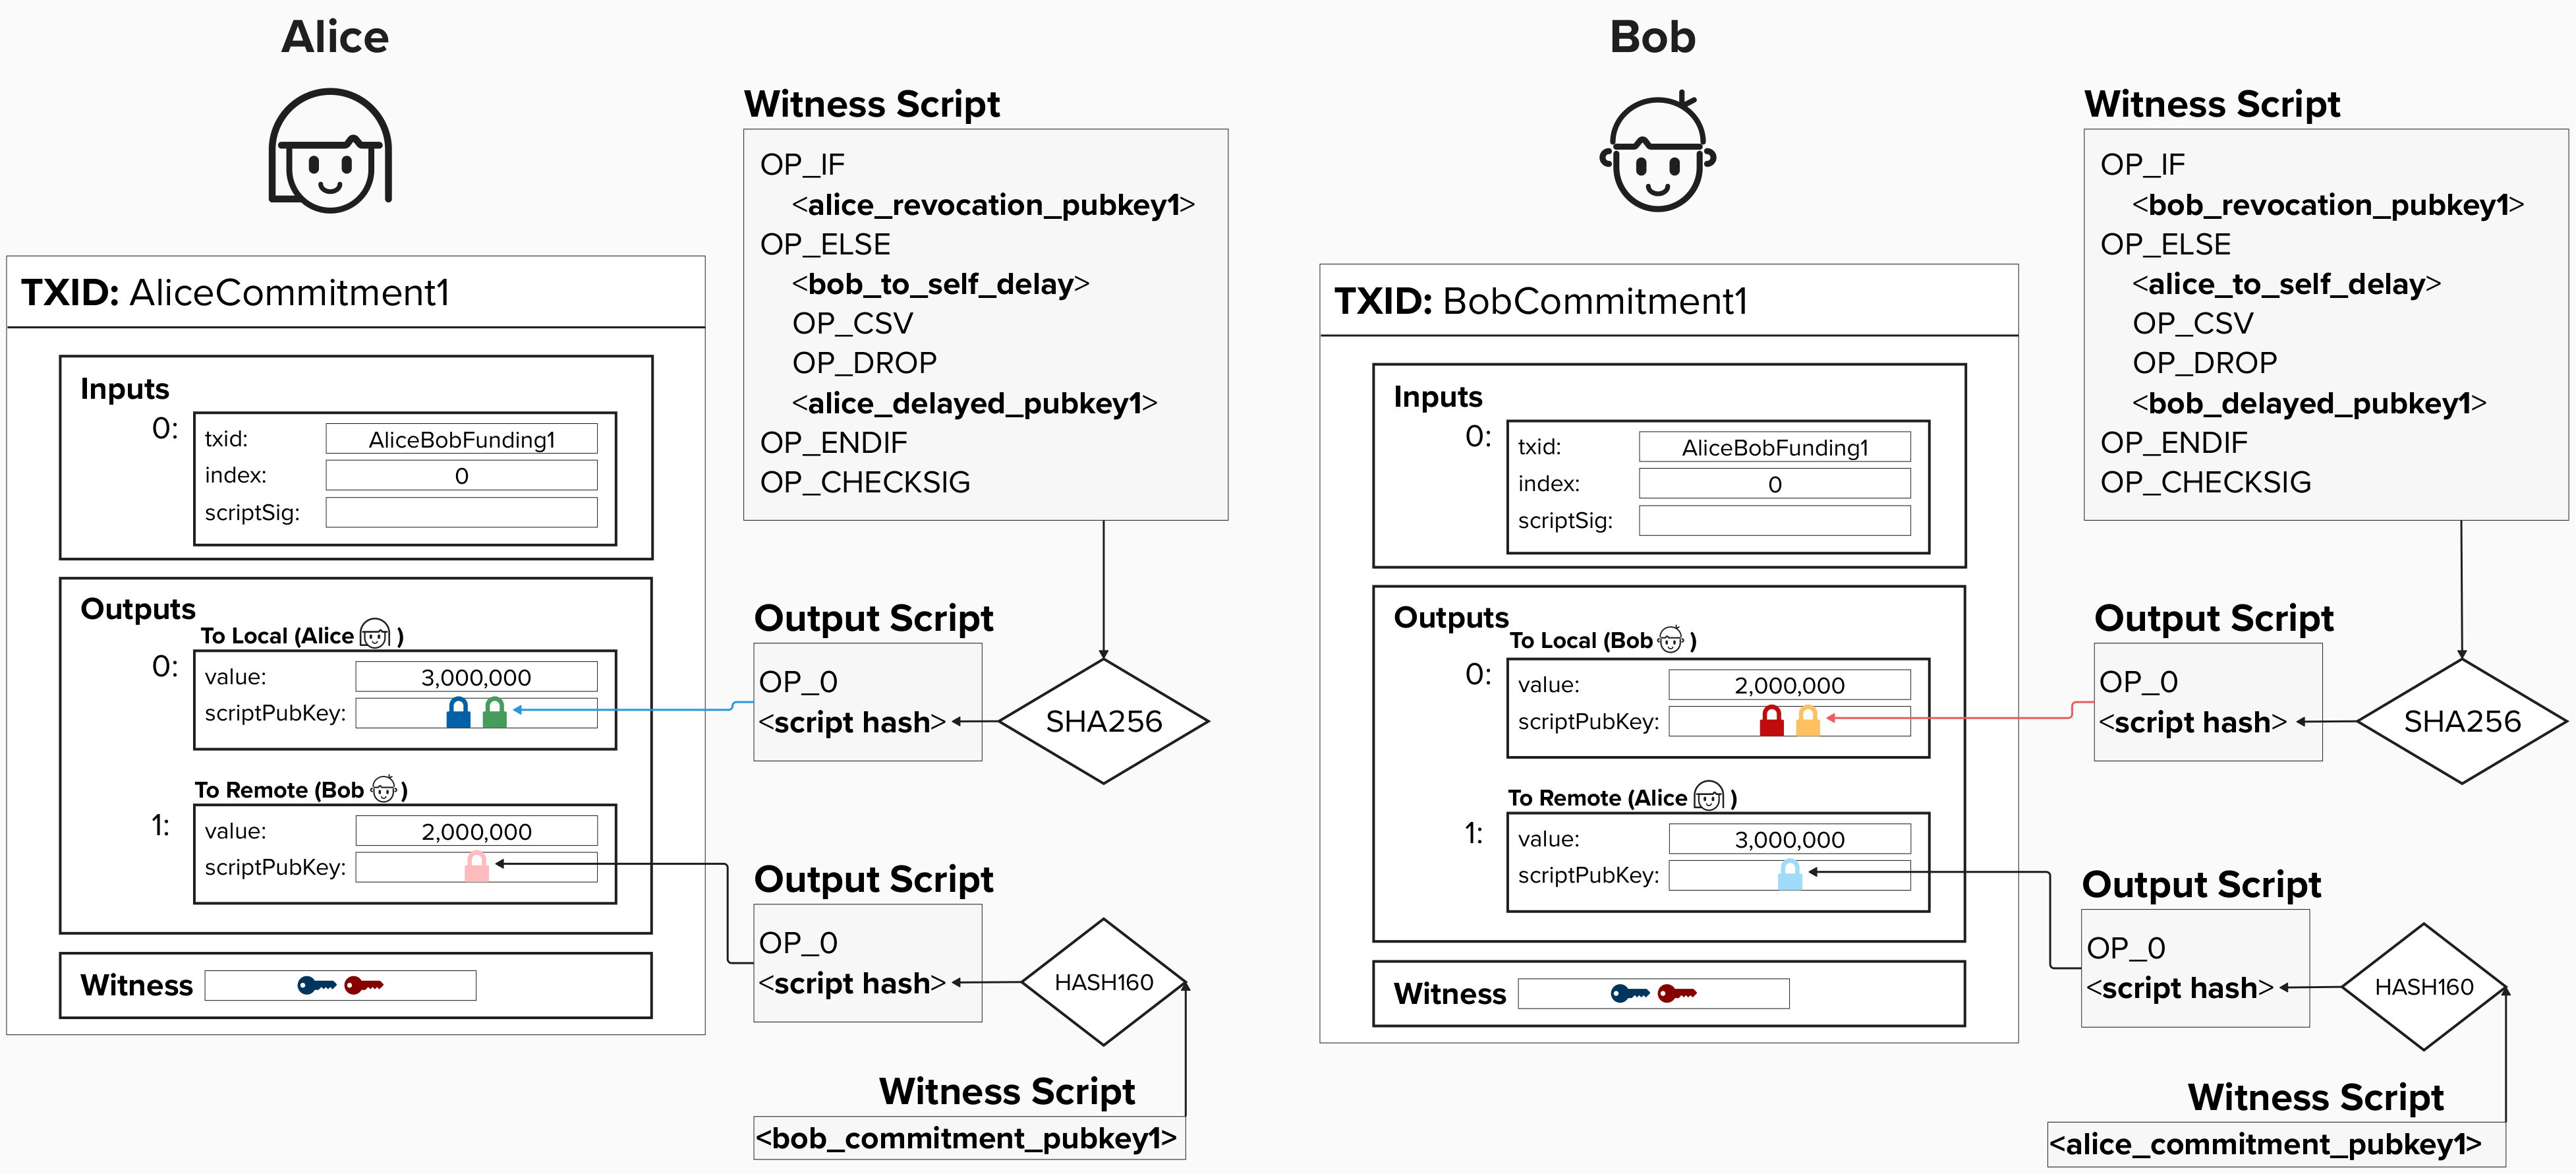 Alice
Witness Script
OP_IF
<alice_revocation_pubkey1>
OP_ELSE
<bob_to_self_delay>
OP_CSV
OP_DROP
<alice_delayed_pubkey1>
OP_ENDIF
OP_CHECKSIG
TXID: AliceCommitment1
Inputs
0:
txid: AliceBobFunding1
index: 0
scriptSig:
Outputs
To Local (Alice )
0:
value: 3,000,000
scriptPubKey:
To Remote (Bob )
1:
value: 2,000,000
scriptPubKey:
Witness
Output Script
OP_0
<script hash>
SHA256
Output Script
OP_0
<script hash>
HASH160
Witness Script
<bob_commitment_pubkey1>
Bob
Witness Script
OP_IF
<bob_revocation_pubkey1>
OP_ELSE
<alice_to_self_delay>
OP_CSV
OP_DROP
<bob_delayed_pubkey1>
OP_ENDIF
OP_CHECKSIG
TXID: BobCommitment1
Inputs
0:
txid: AliceBobFunding1
index: 0
scriptSig:
Outputs
To Local (Bob )
0:
value: 2,000,000
scriptPubKey:
To Remote (Alice )
1:
value: 3,000,000
scriptPubKey:
Witness
Output Script
OP_0
<script hash>
SHA256
Output Script
OP_0
<script hash>
HASH160
Witness Script
<alice_commitment_pubkey1>